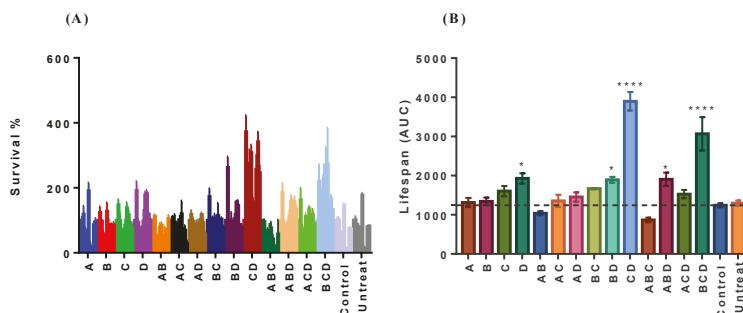 (A)
(B)
Survival %
600
400
200
0
A
B
C
D
AB
AC
AD
BC
BD
CD
ABC
ABD
ACD
BCD
Control
Untreat
Lifespan (AUC)
5000
4000
3000
2000
1000
0
*
*
****
*
****
A
B
C
D
AB
AC
AD
BC
BD
CD
ABC
ABD
ACD
BCD
Control
Untreat